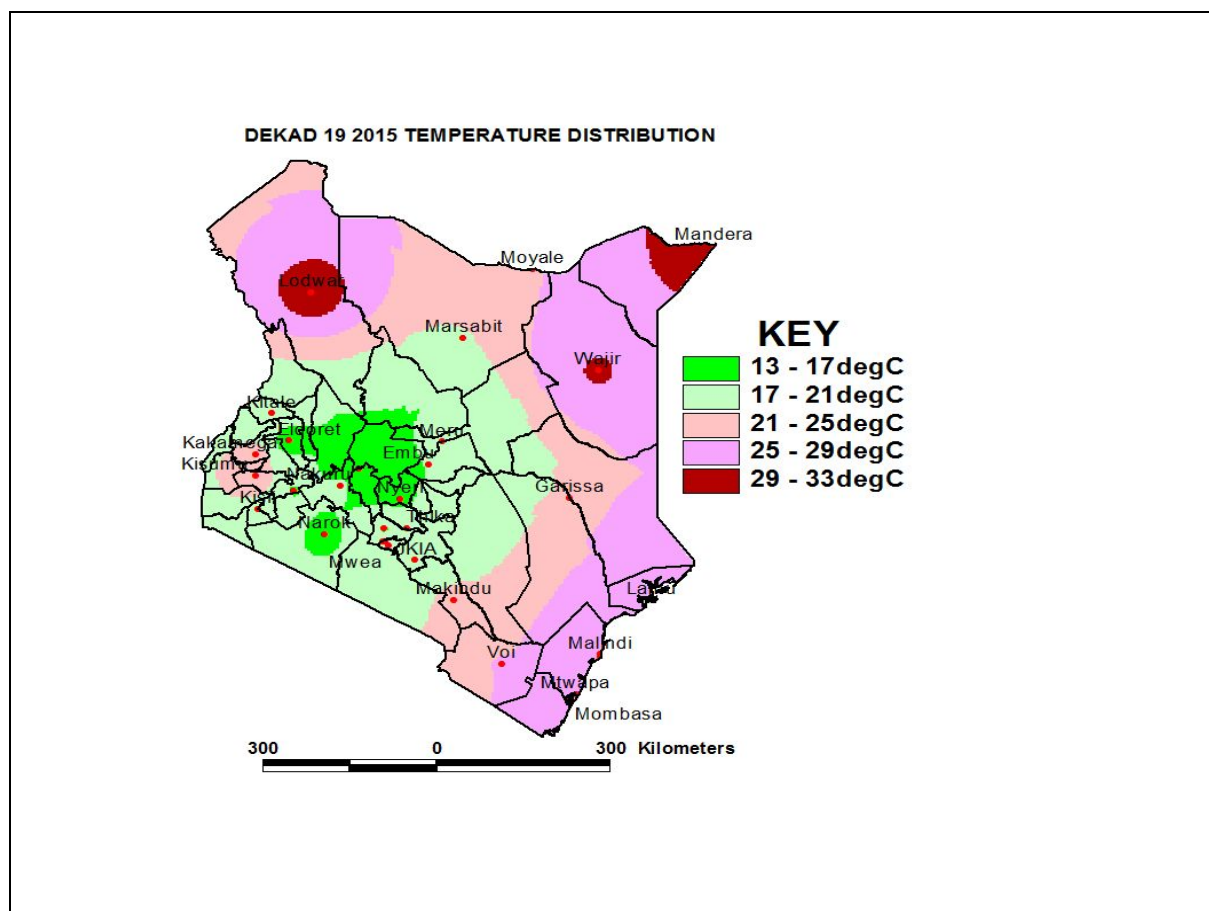 DEKAD 19 2015 TEMPERATURE DISTRIBUTION
Mandera
Moyale
Lodwar
Marsabit
Wajir
KEY
13 - 17degC
17 - 21degC
21 - 25degC
25 - 29degC
29 - 33degC
Kitale
Eldoret
Meru
Kakamega
Embu
Kisumu
Nakuru
Nyeri
Garissa
Kisii
Narok
Thika
JKIA
Mwea
Makindu
Lamu
Voi
Malindi
Mtwapa
Mombasa
300 0 300 Kilometers